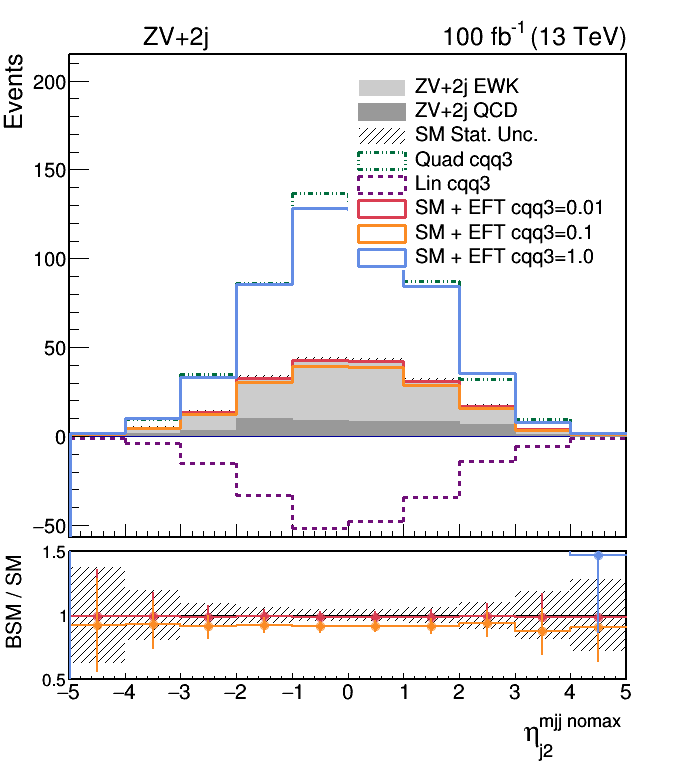 ZV+2j 100 fb⁻¹ (13 TeV)
Events
200
150
100
50
0
−50
ZV+2j EWK
ZV+2j QCD
SM Stat. Unc.
Quad cqq3
Lin cqq3
SM + EFT cqq3=0.01
SM + EFT cqq3=0.1
SM + EFT cqq3=1.0
BSM / SM
1.5
1
0.5
−5 −4 −3 −2 −1 0 1 2 3 4 5
η_{j2}^{mjj nomax}